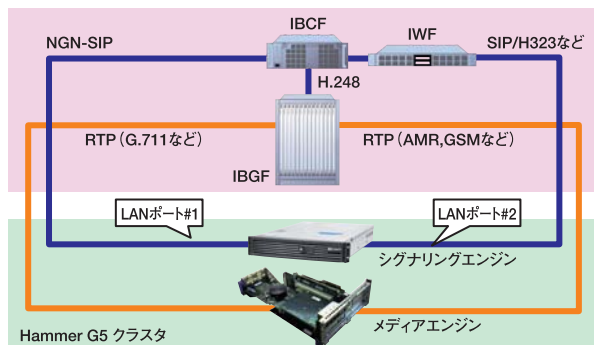 IBCF
IWF
NGN-SIP
SIP/H323など
H.248
RTP（G.711など）
RTP（AMR,GSMなど）
IBGF
LANポート#1
LANポート#2
シグナリングエンジン
メディアエンジン
Hammer G5 クラスタ